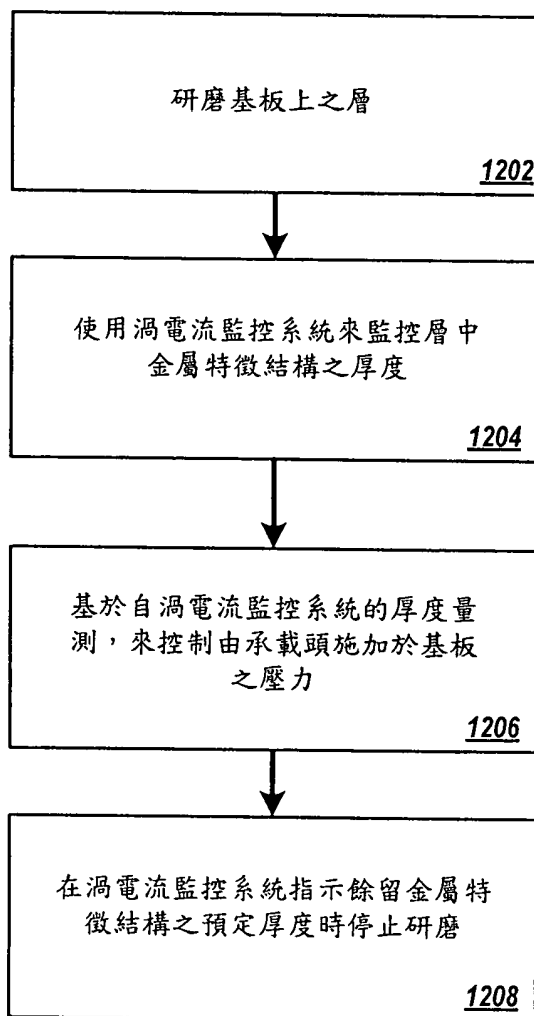 研磨基板上之層
1202
使用渦電流監控系統來監控層中
金屬特徵結構之厚度
1204
基於自渦電流監控系統的厚度量
測，來控制由承載頭施加於基板
之壓力
1206
在渦電流監控系統指示餘留金屬特
徵結構之預定厚度時停止研磨
1208